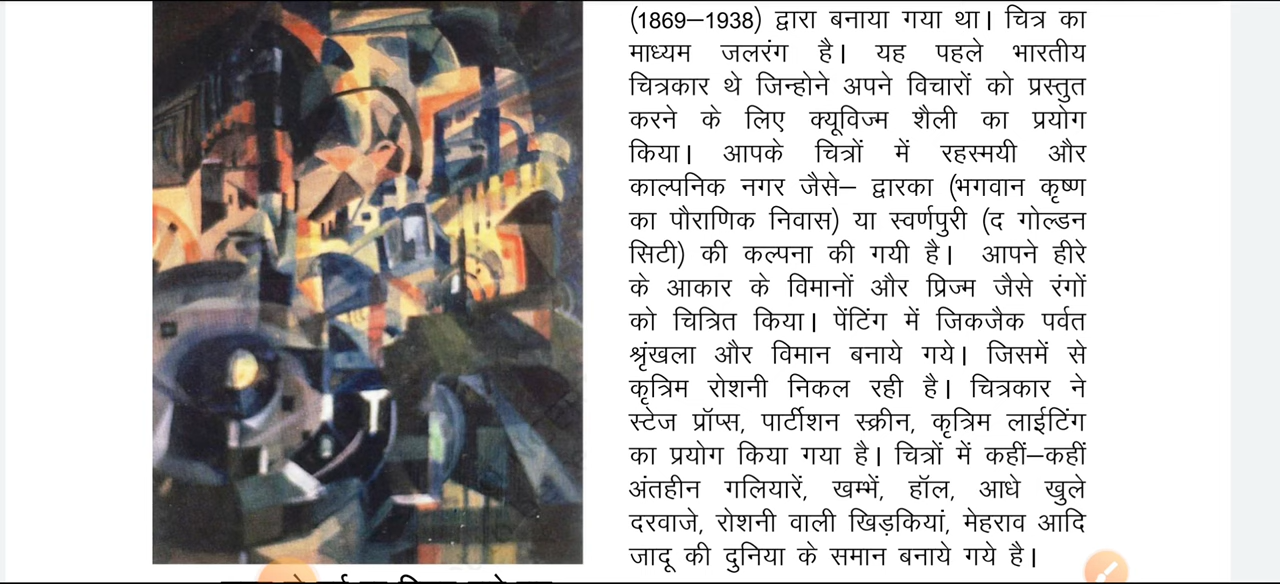 (1869–1938) द्वारा बनाया गया था। चित्र का
माध्यम जलरंग है। यह पहले भारतीय
चित्रकार थे जिन्होने अपने विचारों को प्रस्तुत
करने के लिए क्यूविज्म शैली का प्रयोग
किया। आपके चित्रों में रहस्मयी और
काल्पनिक नगर जैसे– द्वारका (भगवान कृष्ण
का पौराणिक निवास) या स्वर्णपुरी (द गोल्डन
सिटी) की कल्पना की गयी है। आपने हीरे
के आकार के विमानों और प्रिज्म जैसे रंगों
को चित्रित किया। पेंटिंग में जिकजैक पर्वत
श्रृंखला और विमान बनाये गये। जिसमें से
कृत्रिम रोशनी निकल रही है। चित्रकार ने
स्टेज प्रॉप्स, पार्टीशन स्क्रीन, कृत्रिम लाईटिंग
का प्रयोग किया गया है। चित्रों में कहीं–कहीं
अंतहीन गलियारें, खम्भें, हॉल, आधे खुले
दरवाजे, रोशनी वाली खिड़कियां, मेहराव आदि
जादू की दुनिया के समान बनाये गये है।